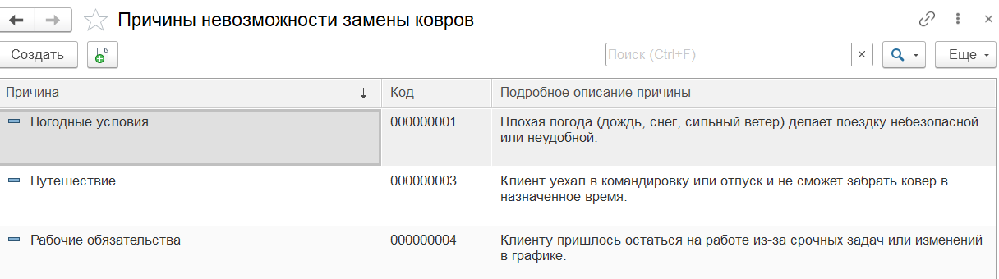 Причины невозможности замены ковров
Создать
Поиск (Ctrl+F)
Еще
Причина
Код
Подробное описание причины
Погодные условия
000000001
Плохая погода (дождь, снег, сильный ветер) делает поездку небезопасной
или неудобной.
Путешествие
000000003
Клиент уехал в командировку или отпуск и не сможет забрать ковер в
назначенное время.
Рабочие обязательства
000000004
Клиенту пришлось остаться на работе из-за срочных задач или изменений
в графике.